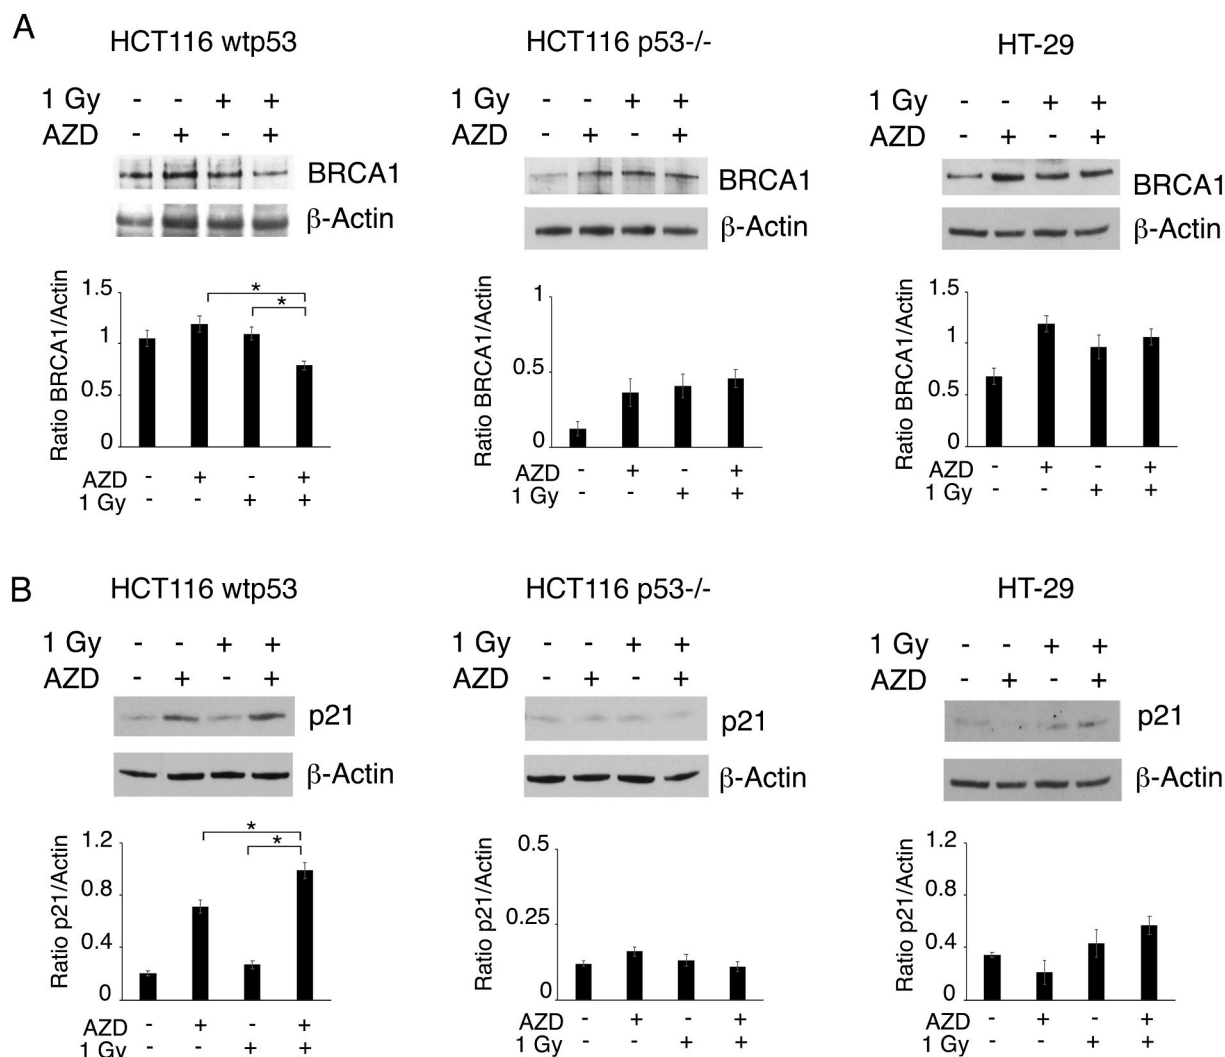 A
HCT116 wtp53
HCT116 p53-/-
HT-29
1 Gy - - + +
AZD - + - +
BRCA1
β-Actin
1 Gy - - + +
AZD - + - +
BRCA1
β-Actin
1 Gy - - + +
AZD - + - +
BRCA1
β-Actin
Ratio BRCA1/Actin
1.5
1
0.5
0
*
*
AZD - + - +
1 Gy - - + +
Ratio BRCA1/Actin
1
0.5
0
AZD - + - +
1 Gy - - + +
Ratio BRCA1/Actin
1.5
1
0.5
0
AZD - + - +
1 Gy - - + +
B
HCT116 wtp53
HCT116 p53-/-
HT-29
1 Gy - - + +
AZD - + - +
p21
β-Actin
1 Gy - - + +
AZD - + - +
p21
β-Actin
1 Gy - - + +
AZD - + - +
p21
β-Actin
Ratio p21/Actin
1.2
0.8
0.4
0
*
*
AZD - + - +
1 Gy - - + +
Ratio p21/Actin
0.5
0.25
0
AZD - + - +
1 Gy - - + +
Ratio p21/Actin
1.2
0.8
0.4
0
AZD - + - +
1 Gy - - + +